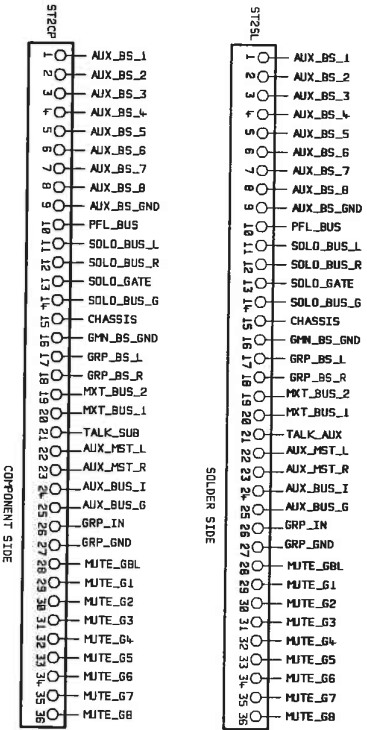 ST2CP
1 AUX_BS_1
2 AUX_BS_2
3 AUX_BS_3
4 AUX_BS_4
5 AUX_BS_5
6 AUX_BS_6
7 AUX_BS_7
8 AUX_BS_8
9 AUX_BS_GND
10 PFL_BUS
11 SOLO_BUS_L
12 SOLO_BUS_R
13 SOLO_GATE
14 SOLO_BUS_G
15 CHASSIS
16 GMN_BS_GND
17 GRP_BS_L
18 GRP_BS_R
19 MXT_BUS_2
20 MXT_BUS_1
21 TALK_SUB
22 AUX_MST_L
23 AUX_MST_R
24 AUX_BUS_I
25 AUX_BUS_G
26 GRP_IN
27 GRP_GND
28 MUTE_GBL
29 MUTE_G1
30 MUTE_G2
31 MUTE_G3
32 MUTE_G4
33 MUTE_G5
34 MUTE_G6
35 MUTE_G7
36 MUTE_G8
COMPONENT SIDE
ST2SL
1 AUX_BS_1
2 AUX_BS_2
3 AUX_BS_3
4 AUX_BS_4
5 AUX_BS_5
6 AUX_BS_6
7 AUX_BS_7
8 AUX_BS_8
9 AUX_BS_GND
10 PFL_BUS
11 SOLO_BUS_L
12 SOLO_BUS_R
13 SOLO_GATE
14 SOLO_BUS_G
15 CHASSIS
16 GMN_BS_GND
17 GRP_BS_L
18 GRP_BS_R
19 MXT_BUS_2
20 MXT_BUS_1
21 TALK_AUX
22 AUX_MST_L
23 AUX_MST_R
24 AUX_BUS_I
25 AUX_BUS_G
26 GRP_IN
27 GRP_GND
28 MUTE_GBL
29 MUTE_G1
30 MUTE_G2
31 MUTE_G3
32 MUTE_G4
33 MUTE_G5
34 MUTE_G6
35 MUTE_G7
36 MUTE_G8
SOLDER SIDE